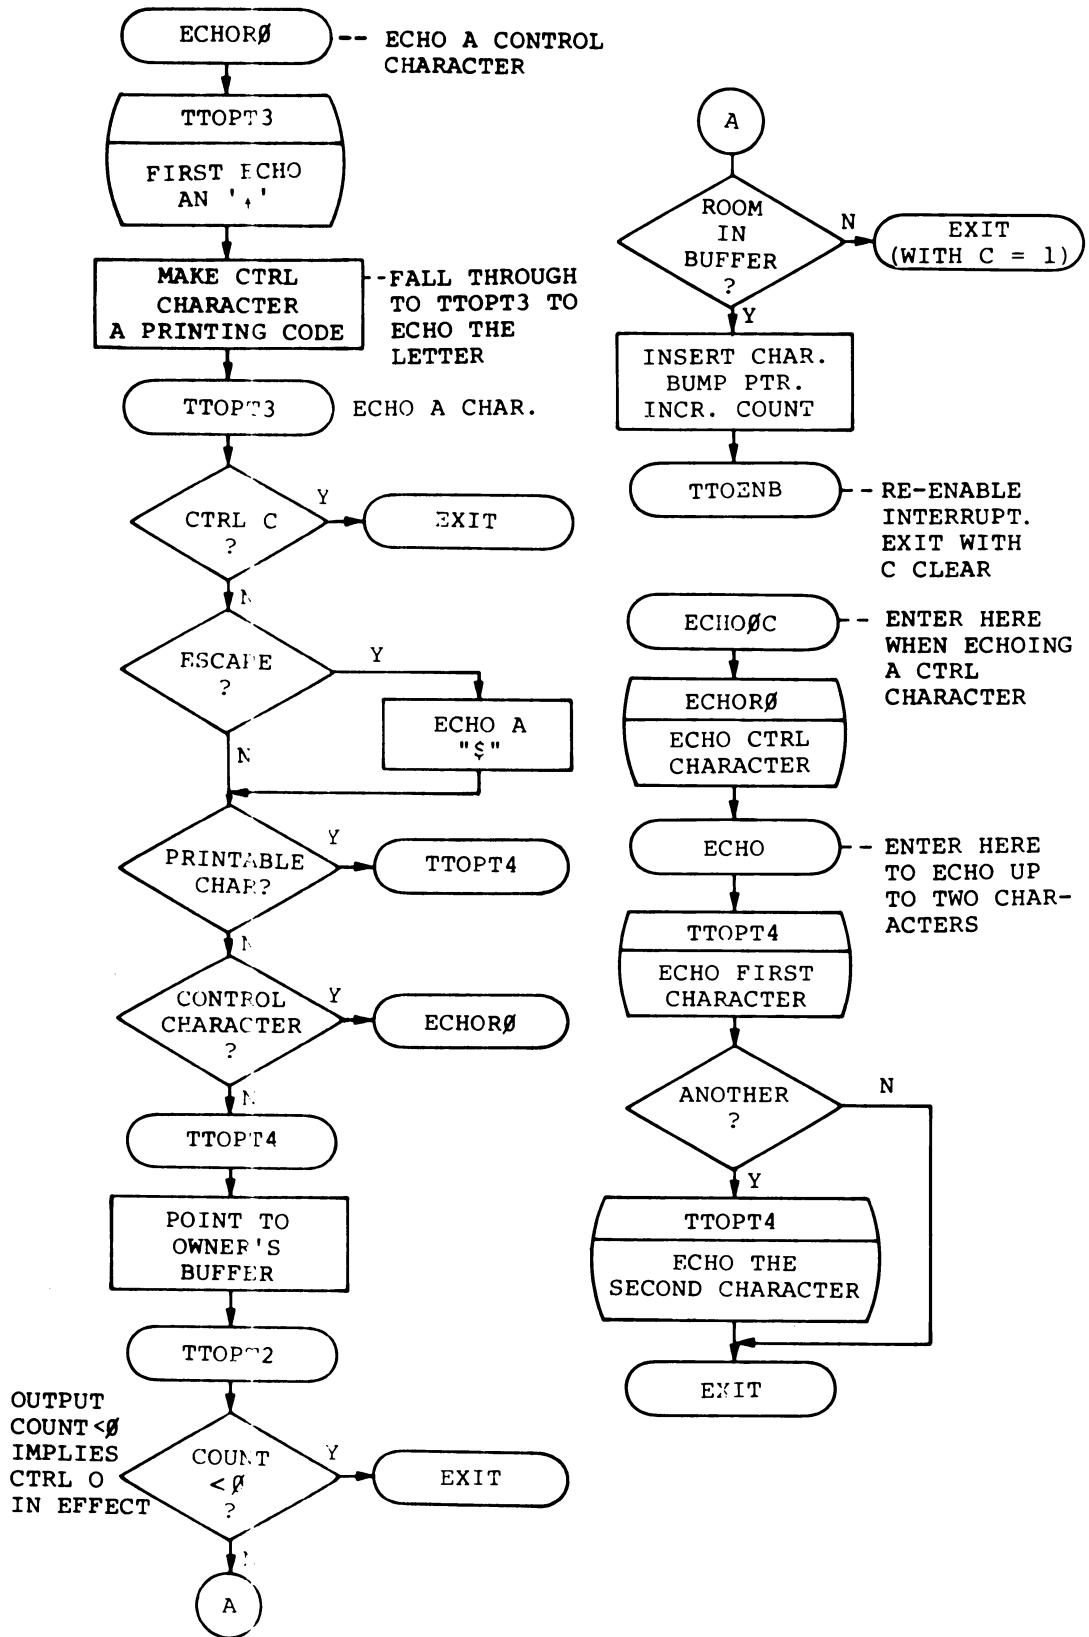 ECHORØ
-- ECHO A CONTROL
CHARACTER
TTOPT3
FIRST ECHO
AN '↑'
MAKE CTRL
CHARACTER
A PRINTING CODE
--FALL THROUGH
TO TTOPT3 TO
ECHO THE
LETTER
TTOPT3
ECHO A CHAR.
CTRL C
?
Y
EXIT
N
ESCAPE
?
Y
ECHO A
"$"
N
PRINTABLE
CHAR?
Y
TTOPT4
N
CONTROL
CHARACTER
?
Y
ECHORØ
N
TTOPT4
POINT TO
OWNER'S
BUFFER
TTOPT2
OUTPUT
COUNT<Ø
IMPLIES
CTRL O
IN EFFECT
COUNT
<Ø
?
Y
EXIT
N
A
A
ROOM
IN
BUFFER
?
N
EXIT
(WITH C = 1)
Y
INSERT CHAR.
BUMP PTR.
INCR. COUNT
TTOENB
-- RE-ENABLE
INTERRUPT.
EXIT WITH
C CLEAR
ECHOØC
-- ENTER HERE
WHEN ECHOING
A CTRL
CHARACTER
ECHORØ
ECHO CTRL
CHARACTER
ECHO
-- ENTER HERE
TO ECHO UP
TO TWO CHAR-
ACTERS
TTOPT4
ECHO FIRST
CHARACTER
ANOTHER
?
N
Y
TTOPT4
ECHO THE
SECOND CHARACTER
EXIT